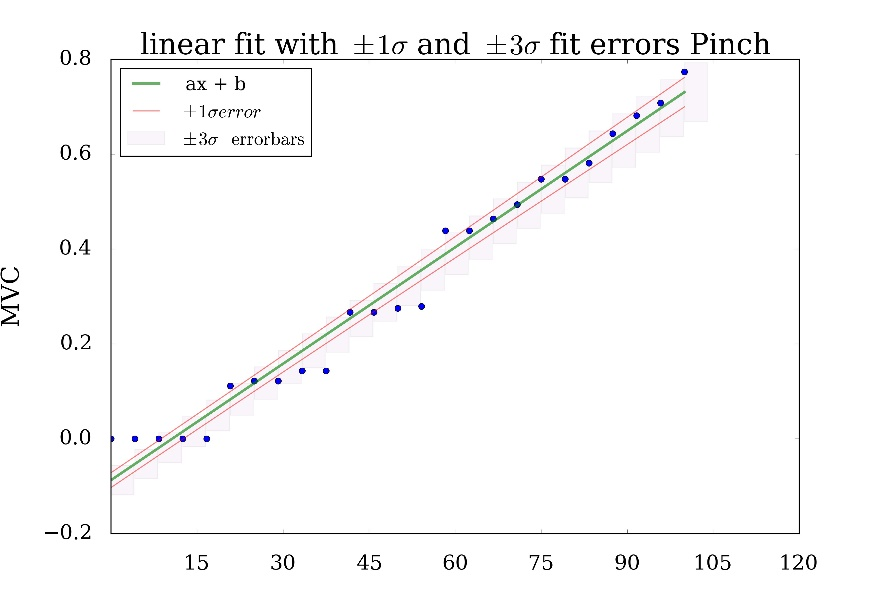 linear fit with ±1σ and ±3σ fit errors Pinch
0.8
ax + b
±1σerror
±3σ errorbars
0.6
0.4
MVC
0.2
0.0
−0.2
15 30 45 60 75 90 105 120